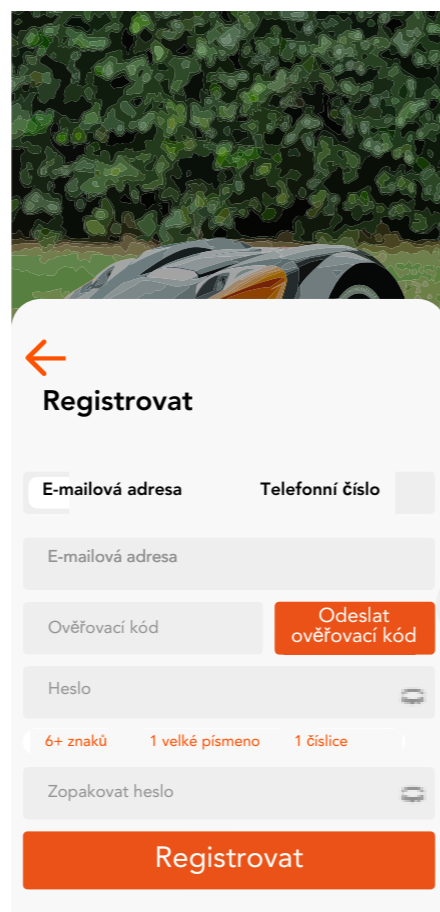 Registrovat
E-mailová adresa
Telefonní číslo
E-mailová adresa
Ověřovací kód
Odeslat
ověřovací kód
Heslo
6+ znaků
1 velké písmeno
1 číslice
Zopakovat heslo
Registrovat